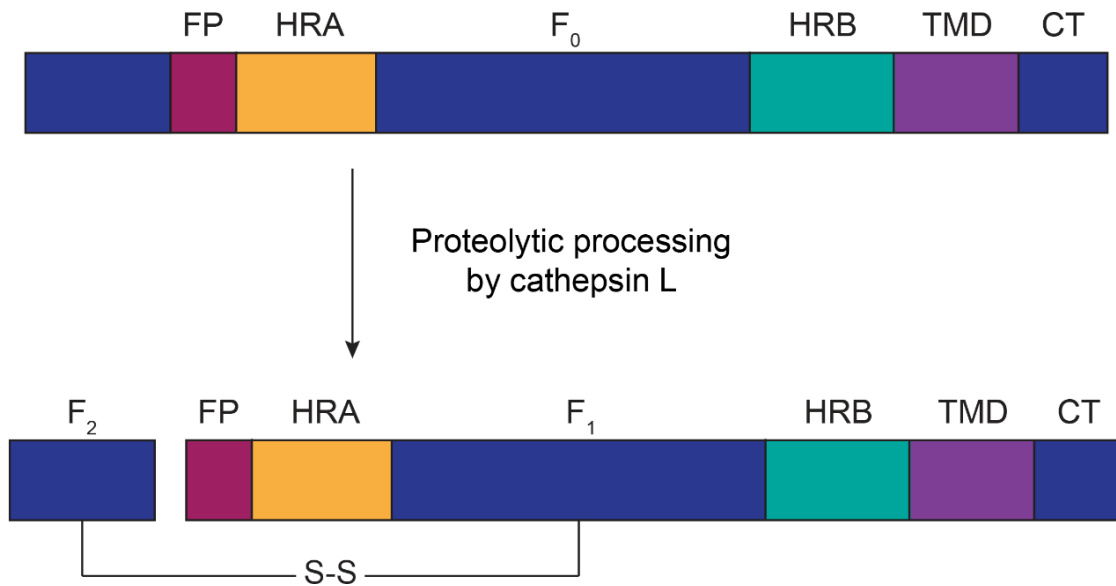 FP HRA F₀ HRB TMD CT
Proteolytic processing
by cathepsin L
F₂ FP HRA F₁ HRB TMD CT
S-S